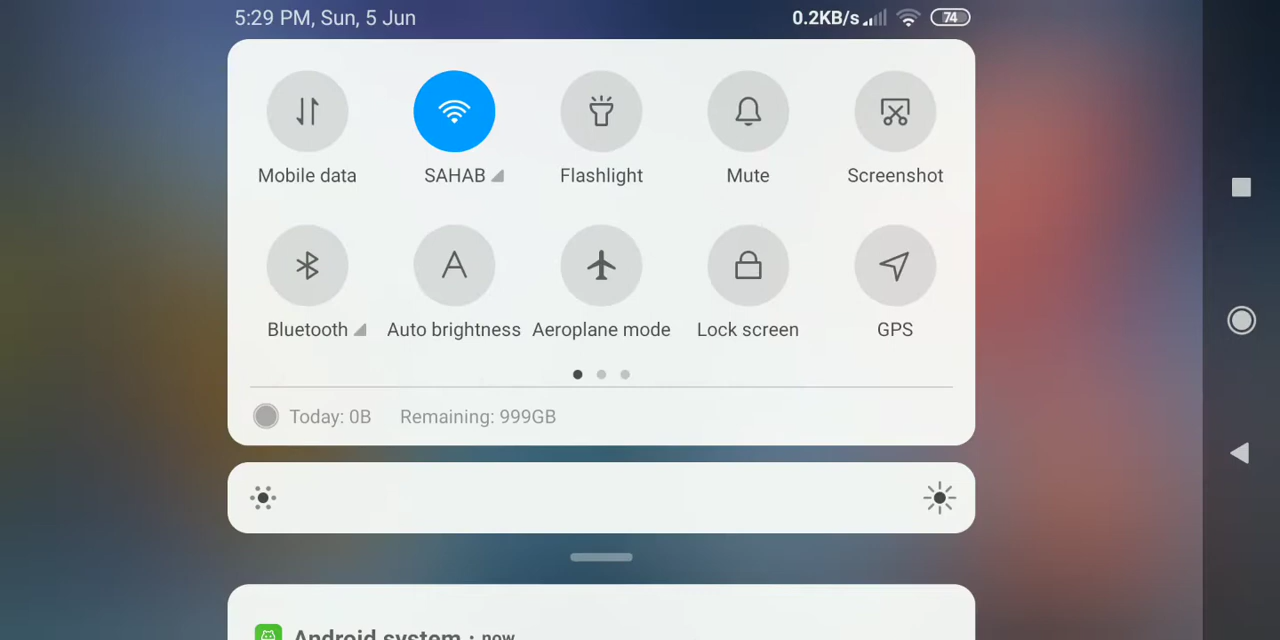 5:29 PM, Sun, 5 Jun 0.2KB/s 74
Mobile data SAHAB Flashlight Mute Screenshot
Bluetooth Auto brightness Aeroplane mode Lock screen GPS
Today: 0B Remaining: 999GB
Android system · now